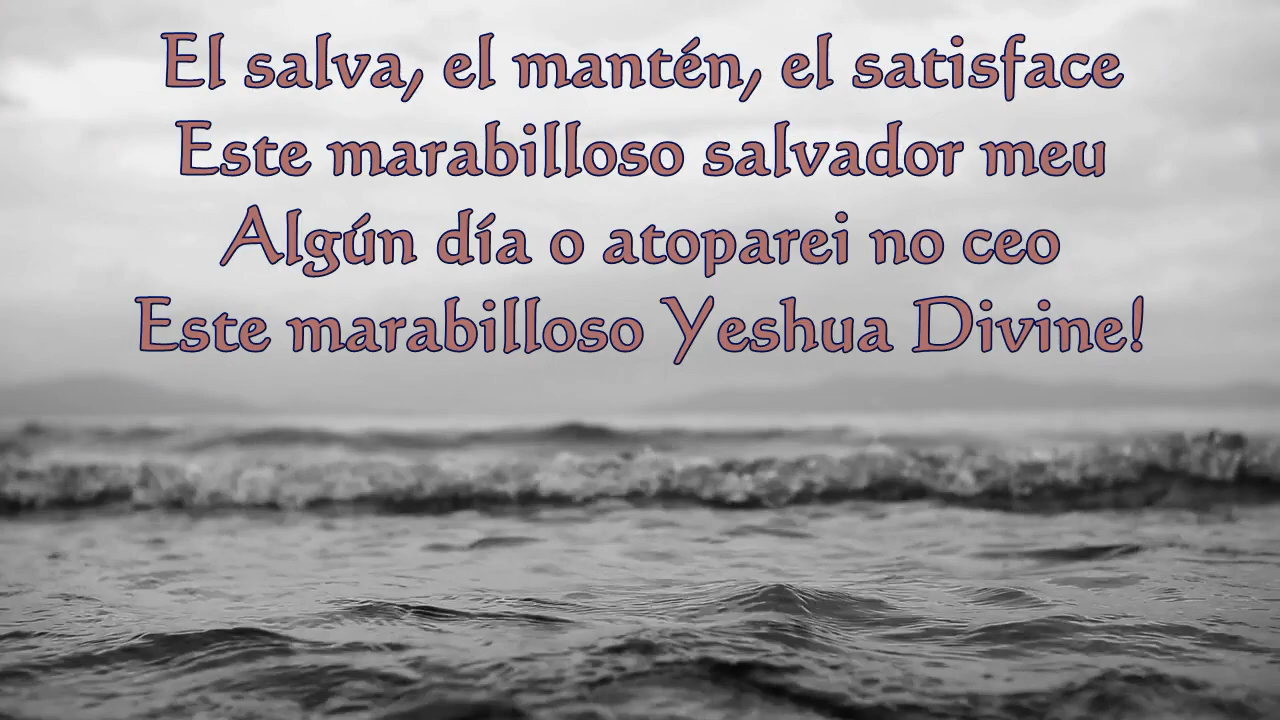 El salva, el mantén, el satisface
Este marabilloso salvador meu
Algún día o atoparei no ceo
Este marabilloso Yeshua Divine!